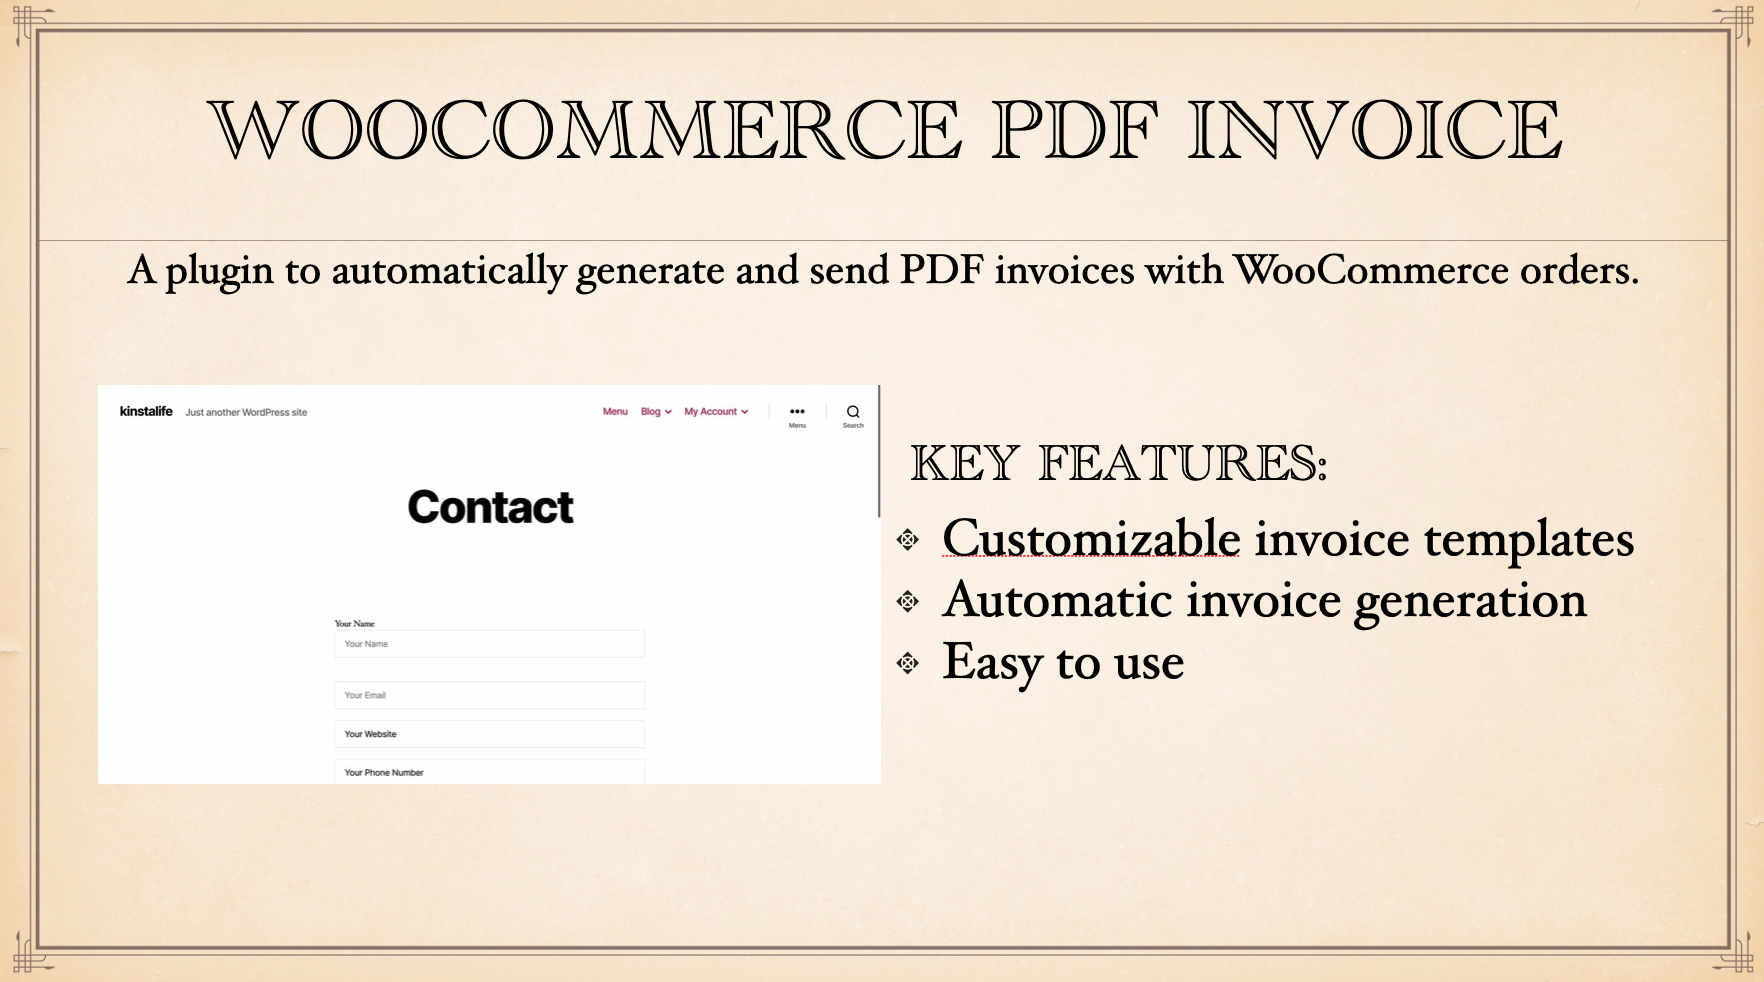 WOOCOMMERCE PDF INVOICE
A plugin to automatically generate and send PDF invoices with WooCommerce orders.
kinstalife Just another WordPress site Menu Blog My Account Menu Search
Contact
Your Name
Your Name
Your Email
Your Website
Your Phone Number
KEY FEATURES:
Customizable invoice templates
Automatic invoice generation
Easy to use